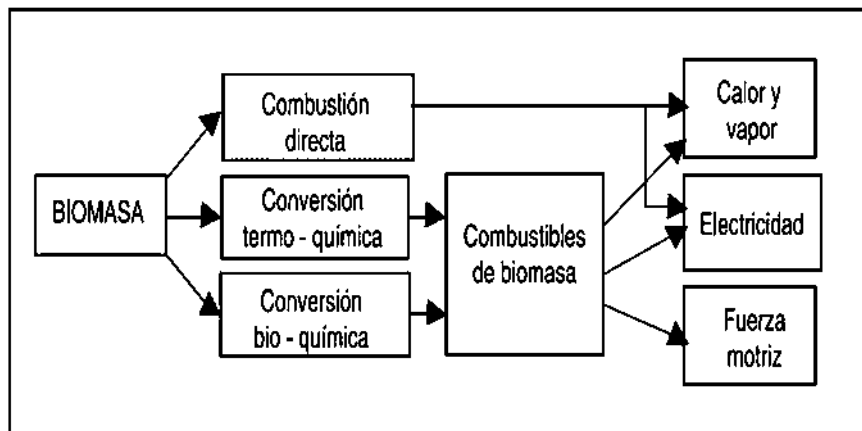 BIOMASA
Combustión
directa
Conversión
termo - química
Conversión
bio - química
Combustibles
de biomasa
Calor y
vapor
Electricidad
Fuerza
motriz